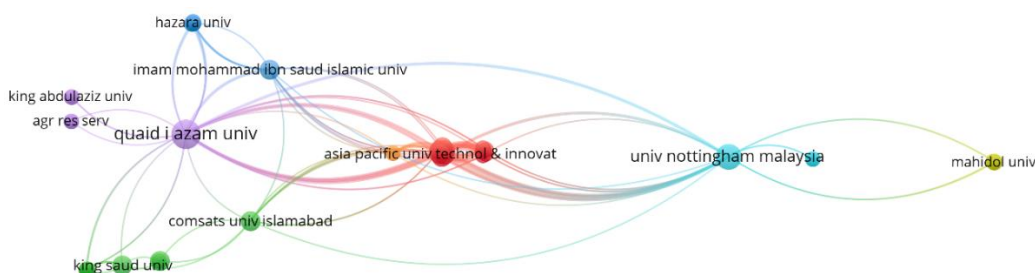 hazara univ
imam mohammad ibn saud islamic univ
king abdulaziz univ
agr res serv
quaid i azam univ
asia pacific univ technol & innovat
univ nottingham malaysia
mahidol univ
comsats univ islamabad
king saud univ